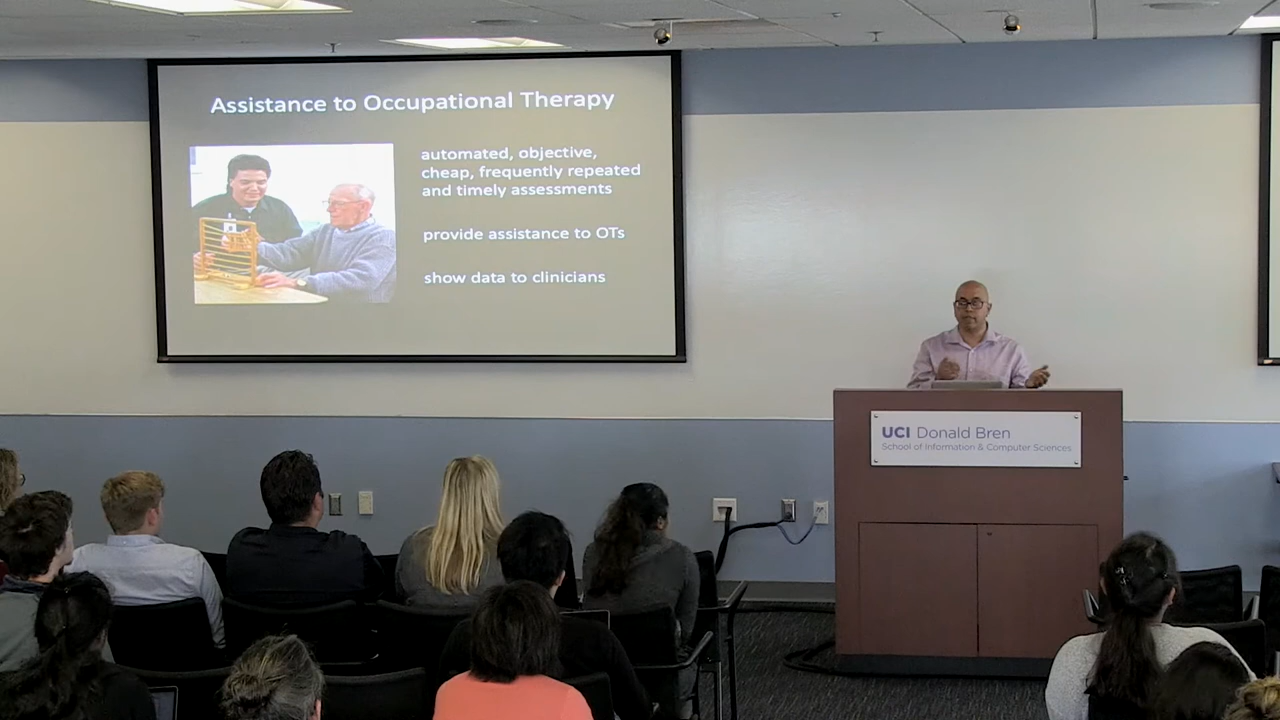 Assistance to Occupational Therapy
automated, objective,
cheap, frequently repeated
and timely assessments
provide assistance to OTs
show data to clinicians
UCI Donald Bren
School of Information & Computer Sciences